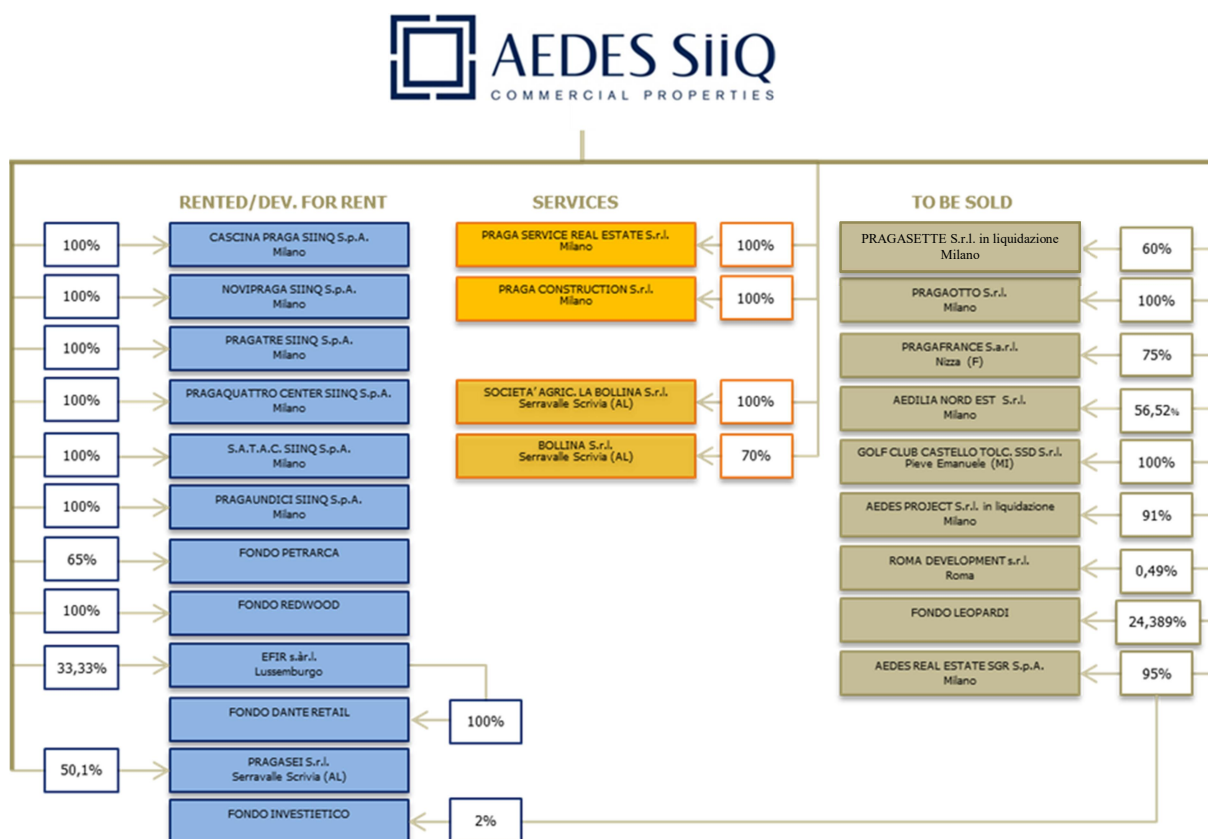 AEDES SiiQ
COMMERCIAL PROPERTIES
RENTED/DEV. FOR RENT
100%
CASCINA PRAGA SIINQ S.p.A.
Milano
100%
NOVIPRAGA SIINQ S.p.A.
Milano
100%
PRAGATRE SIINQ S.p.A.
Milano
100%
PRAGAQUATTRO CENTER SIINQ S.p.A.
Milano
100%
S.A.T.A.C. SIINQ S.p.A.
Milano
100%
PRAGAUNDICI SIINQ S.p.A.
Milano
65%
FONDO PETRARCA
100%
FONDO REDWOOD
33,33%
EFIR s.àr.l.
Lussemburgo
FONDO DANTE RETAIL
100%
50,1%
PRAGASEI S.r.l.
Serravalle Scrivia (AL)
FONDO INVESTIETICO
2%
SERVICES
PRAGA SERVICE REAL ESTATE S.r.l.
Milano
100%
PRAGA CONSTRUCTION S.r.l.
Milano
100%
SOCIETA' AGRIC. LA BOLLINA S.r.l.
Serravalle Scrivia (AL)
100%
BOLLINA S.r.l.
Serravalle Scrivia (AL)
70%
TO BE SOLD
PRAGASETTE S.r.l. in liquidazione
Milano
60%
PRAGAOTTO S.r.l.
Milano
100%
PRAGAFRANCE S.a.r.l.
Nizza (F)
75%
AEDILIA NORD EST S.r.l.
Milano
56,52%
GOLF CLUB CASTELLO TOLC. SSD S.r.l.
Pieve Emanuele (MI)
100%
AEDES PROJECT S.r.l. in liquidazione
Milano
91%
ROMA DEVELOPMENT s.r.l.
Roma
0,49%
FONDO LEOPARDI
24,389%
AEDES REAL ESTATE SGR S.p.A.
Milano
95%